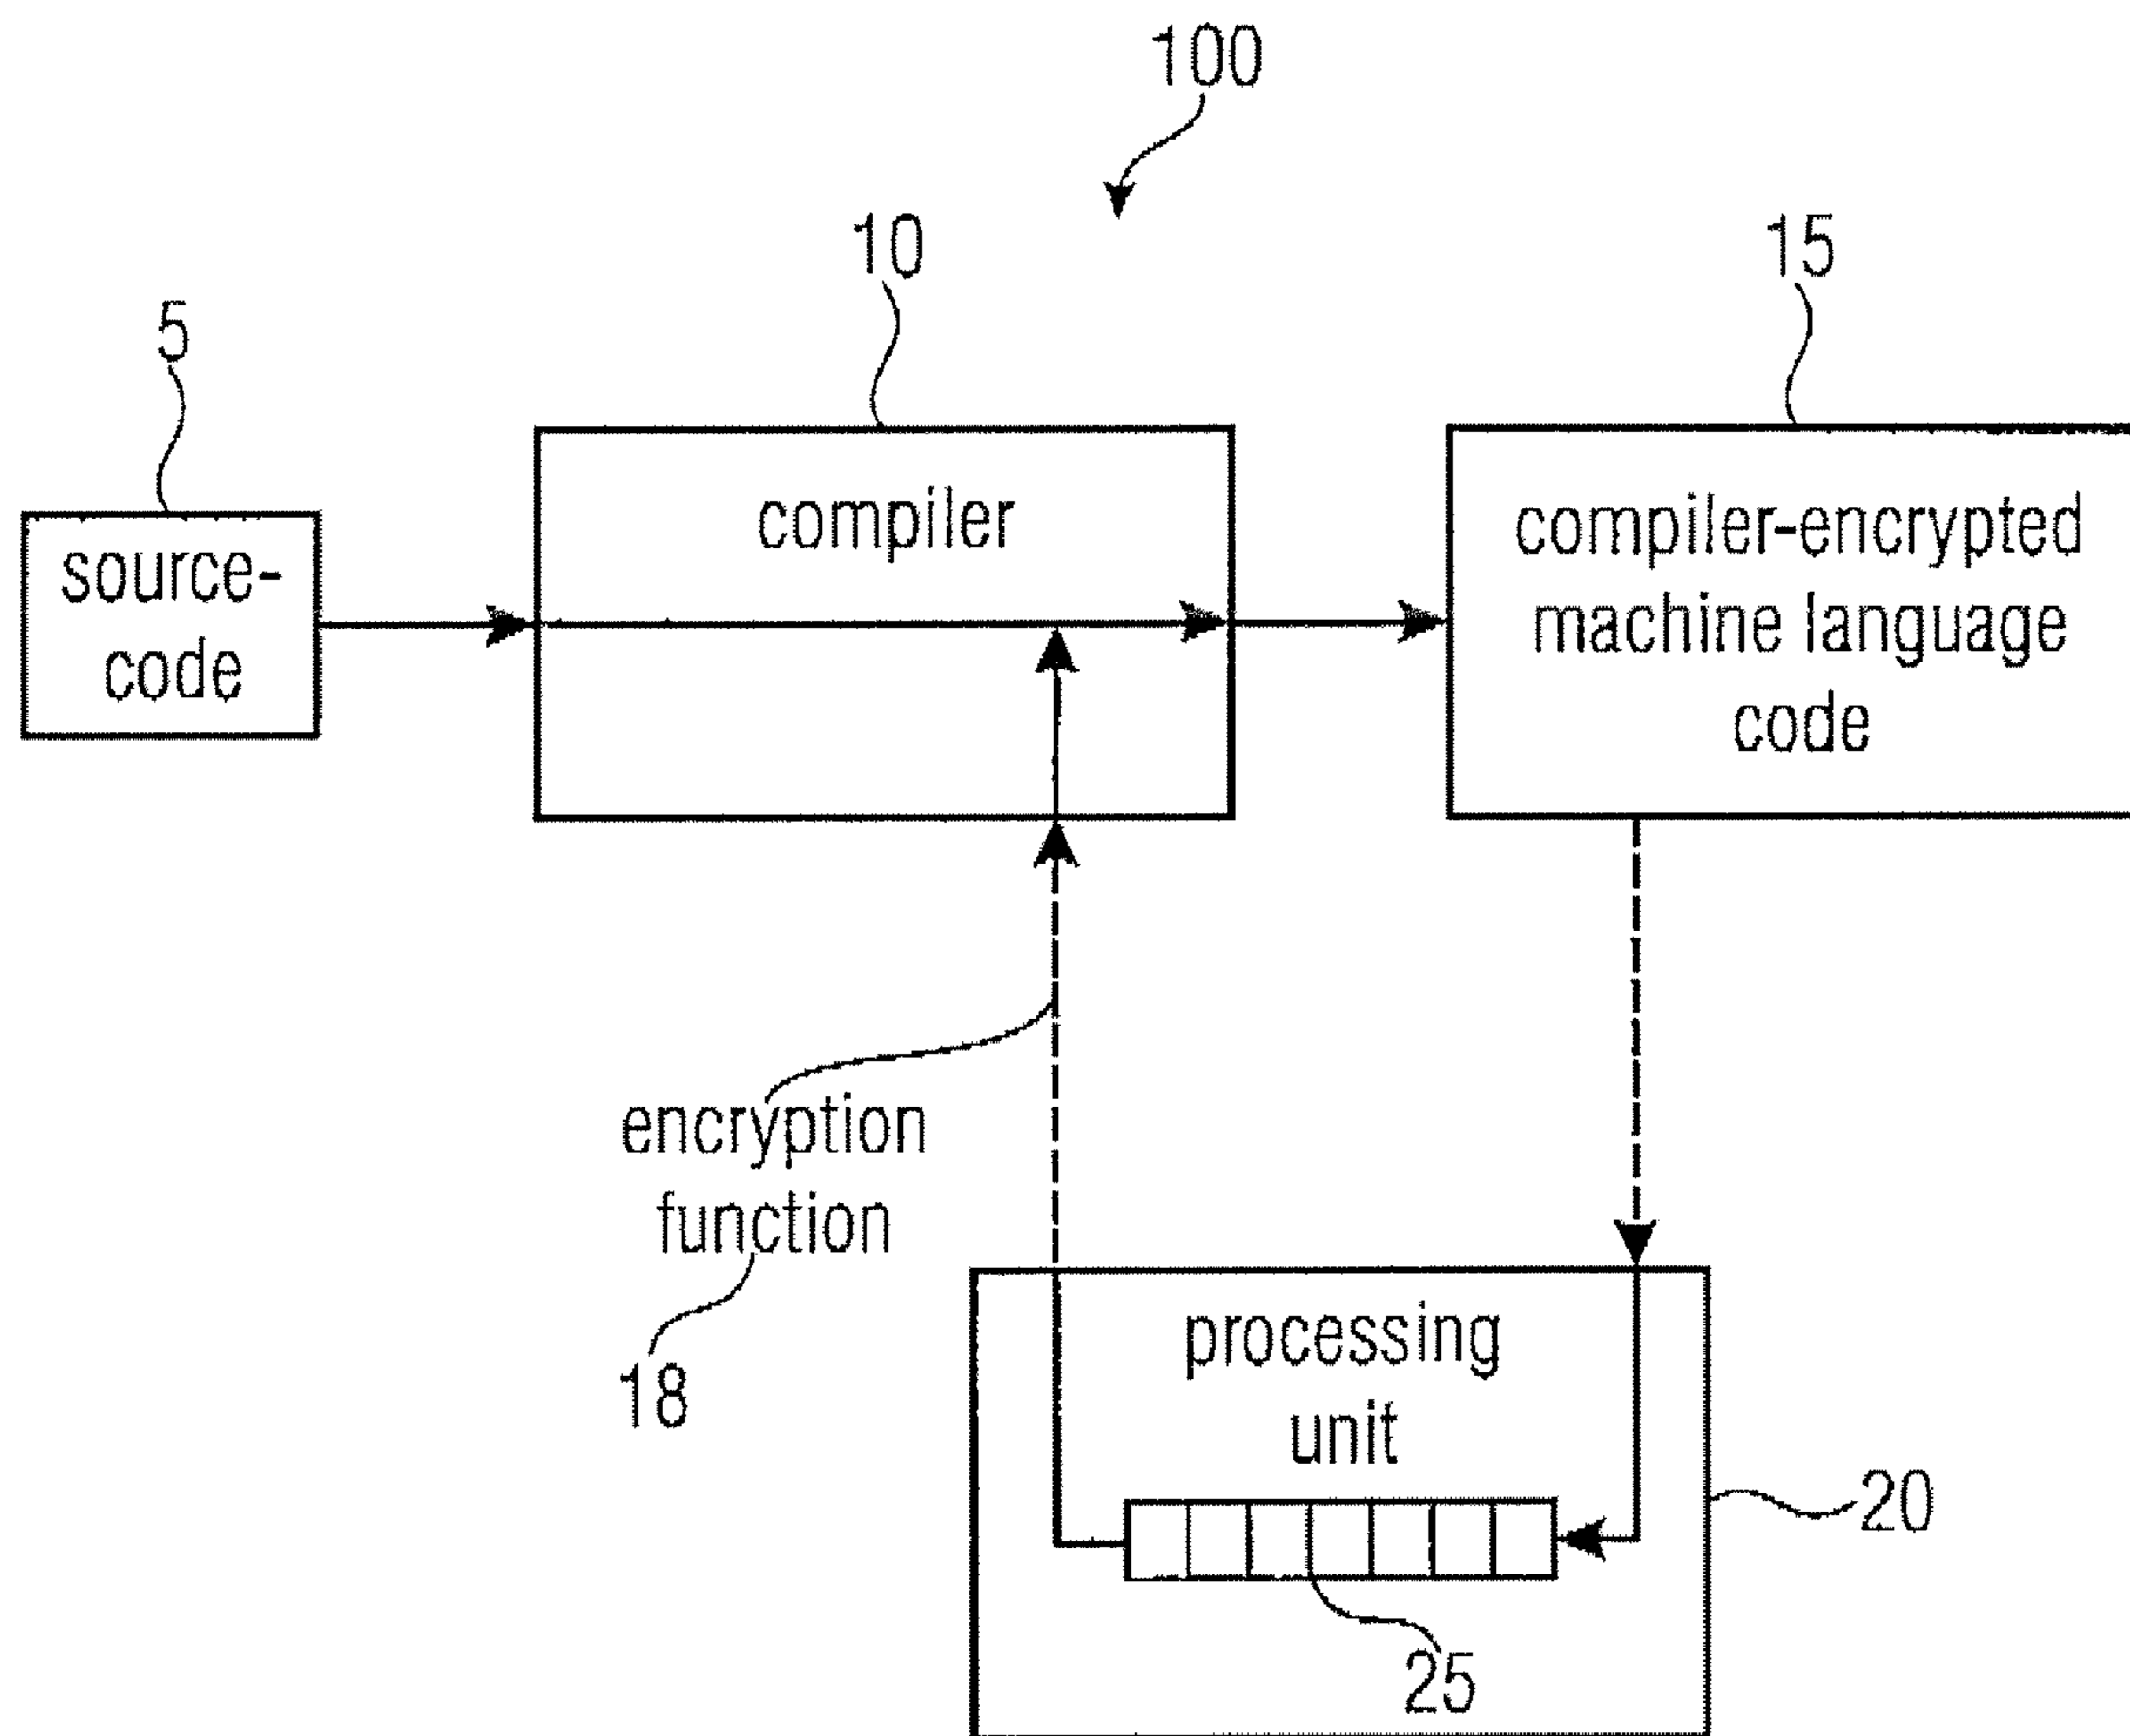 100
10
15
5
compiler
source-
code
compiler-encrypted
machine language
code
encryption
function
18
processing
unit
20
25